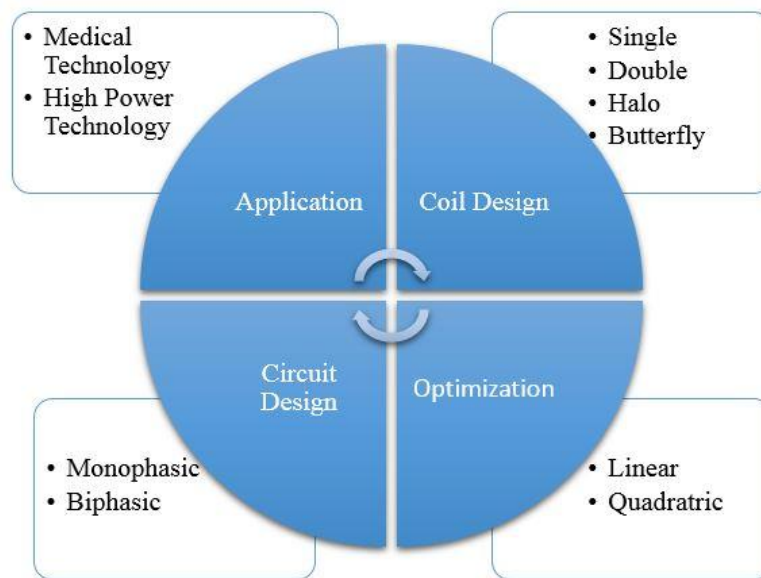 • Medical
Technology
• High Power
Technology
• Single
• Double
• Halo
• Butterfly
Application
Coil Design
Circuit
Design
Optimization
• Monophasic
• Biphasic
• Linear
• Quadratric